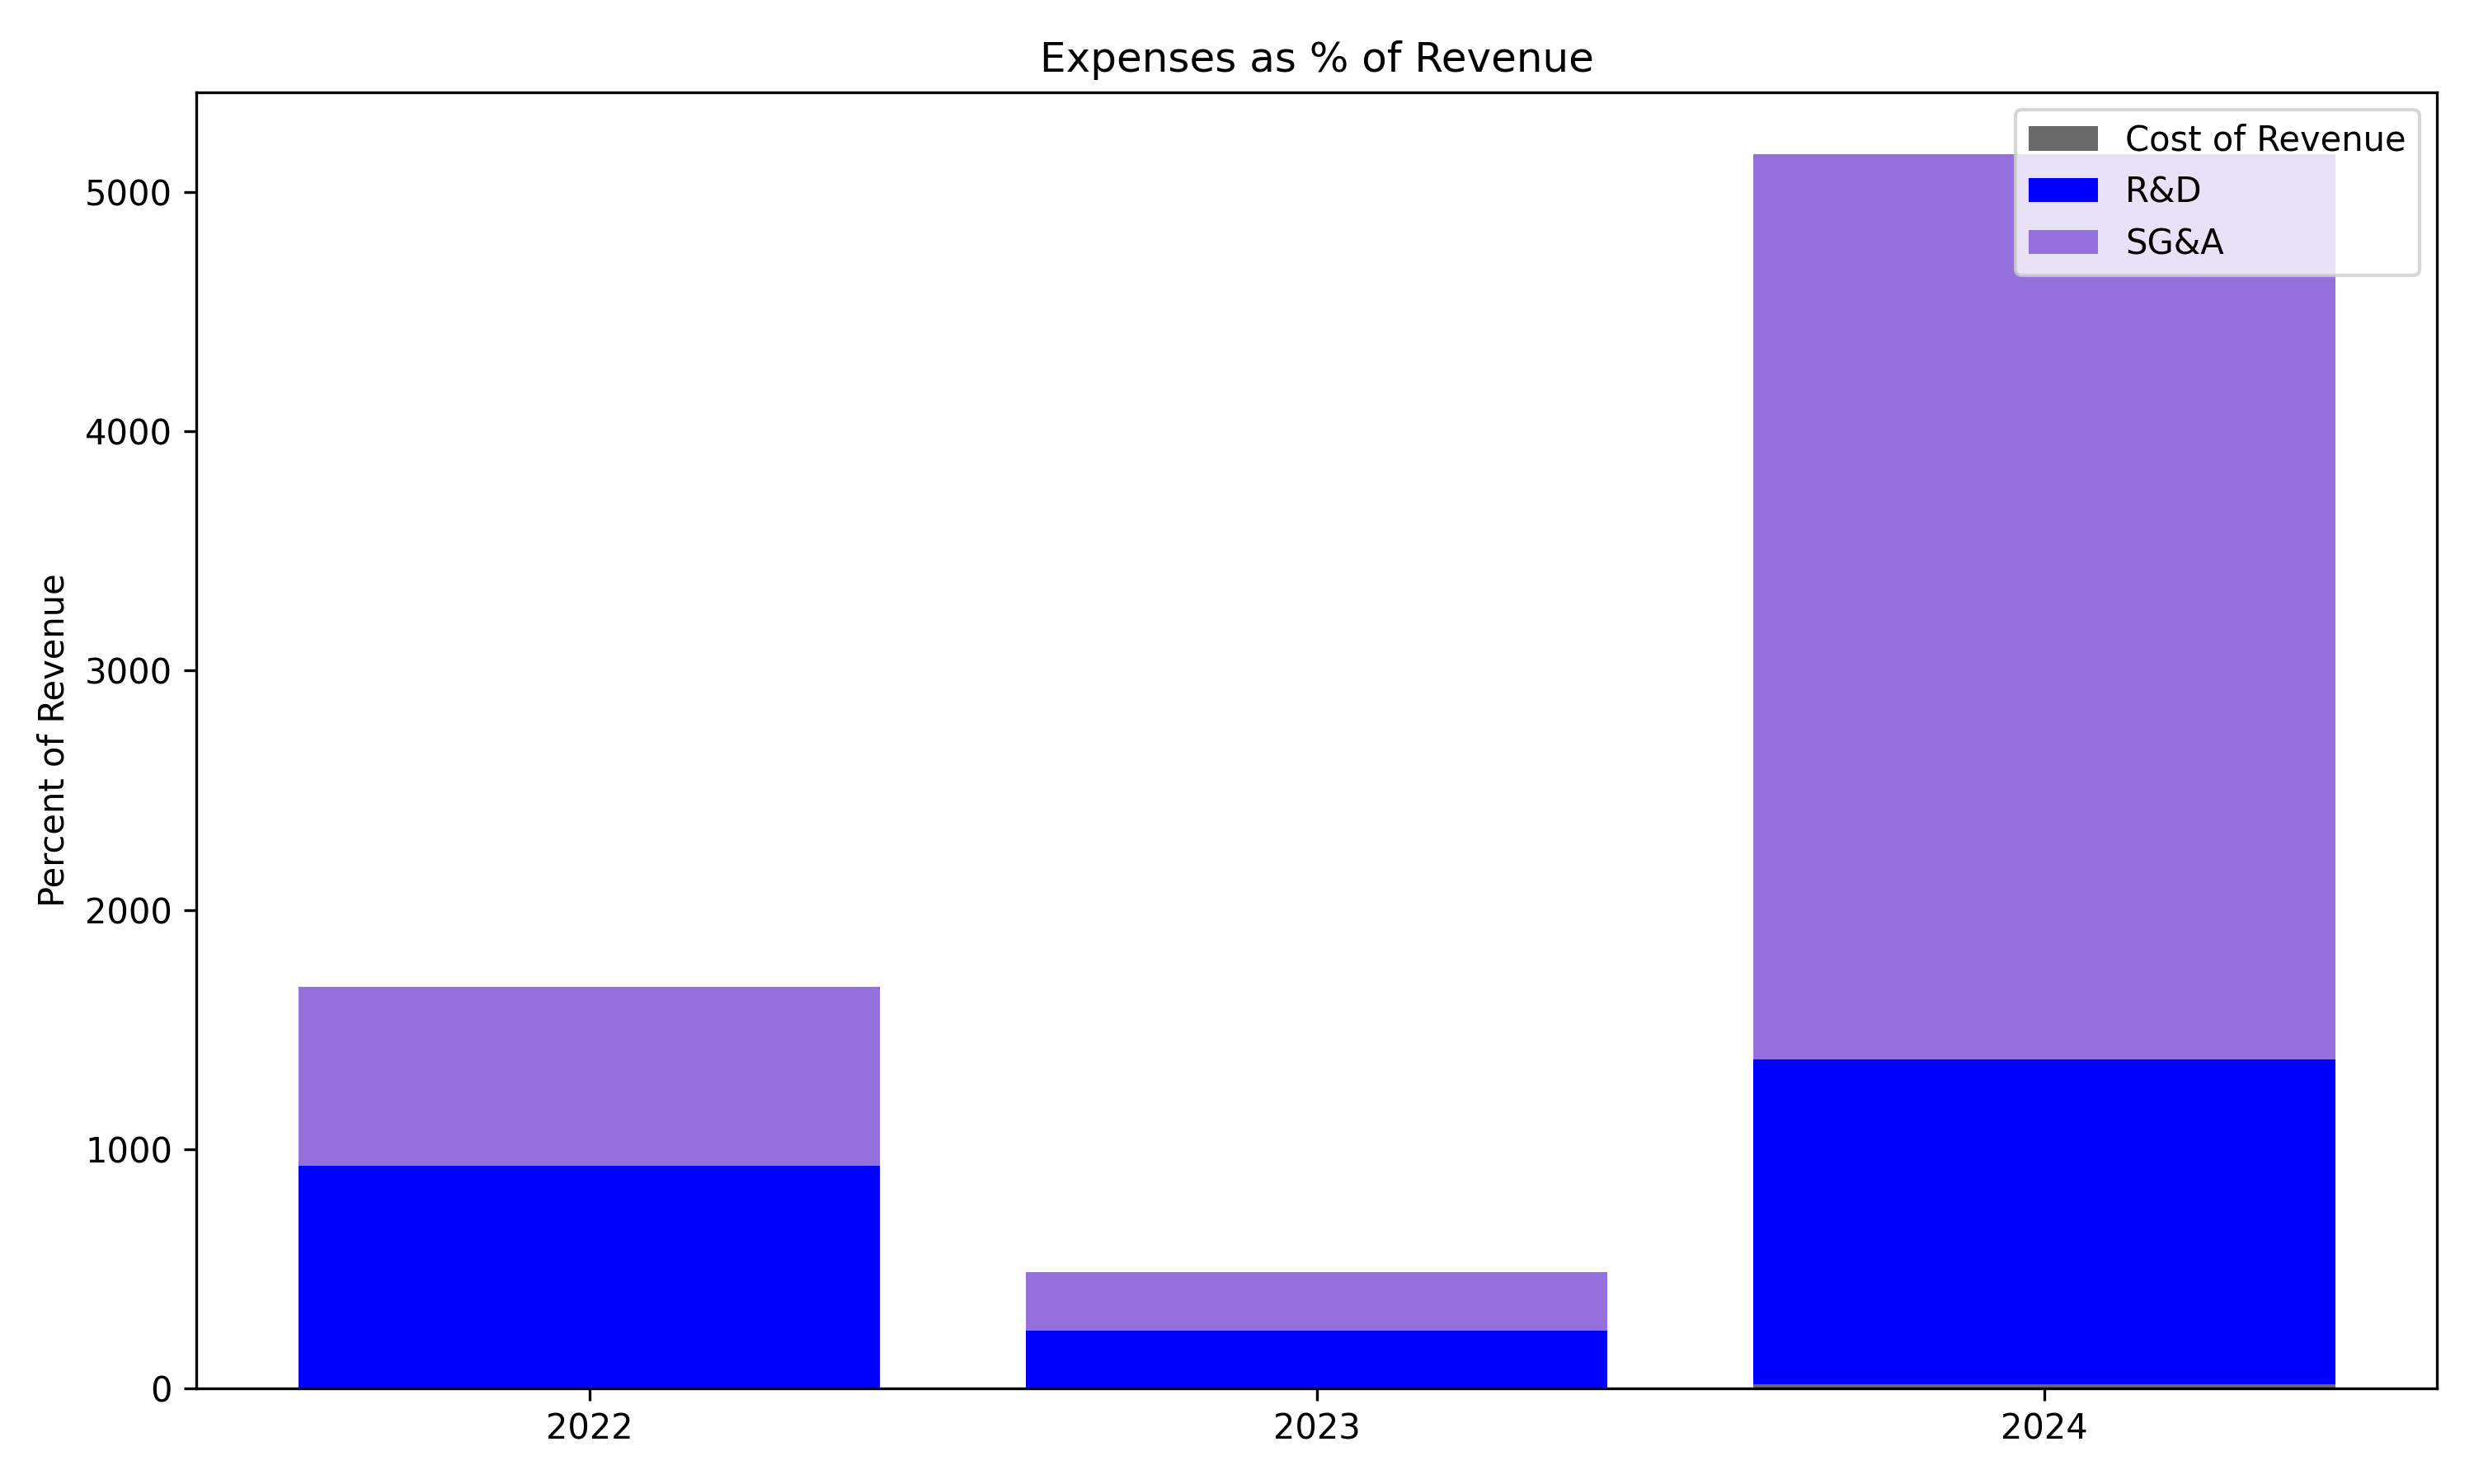 Expenses as % of Revenue
Cost of Revenue
R&D
SG&A
Percent of Revenue
5000
4000
3000
2000
1000
0
2022
2023
2024